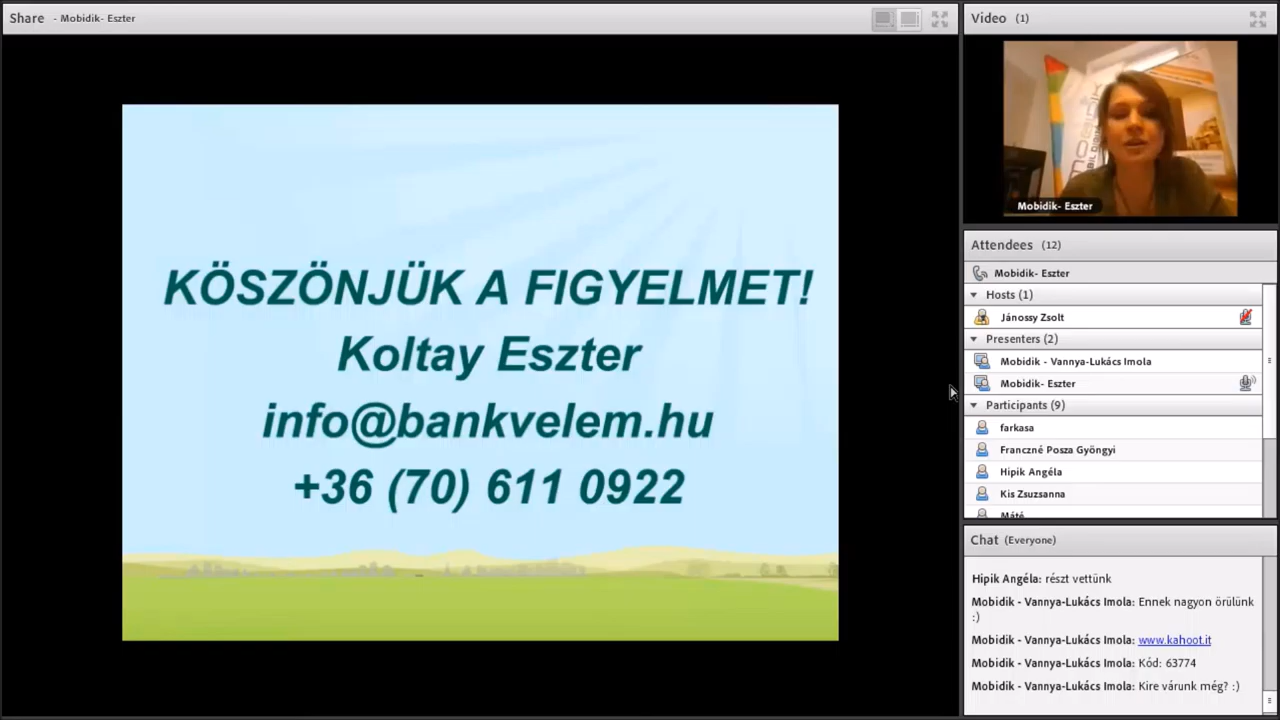 Share - Mobidik- Eszter
KÖSZÖNJÜK A FIGYELMET!
Koltay Eszter
info@bankvelem.hu
+36 (70) 611 0922
Video (1)
Mobidik- Eszter
Attendees (12)
Mobidik- Eszter
Hosts (1)
Jánossy Zsolt
Presenters (2)
Mobidik - Vannya-Lukács Imola
Mobidik- Eszter
Participants (9)
farkasa
Franczné Posza Gyöngyi
Hipik Angéla
Kis Zsuzsanna
Máté
Chat (Everyone)
Hipik Angéla: részt vettünk
Mobidik - Vannya-Lukács Imola: Ennek nagyon örülünk
:)
Mobidik - Vannya-Lukács Imola: www.kahoot.it
Mobidik - Vannya-Lukács Imola: Kód: 63774
Mobidik - Vannya-Lukács Imola: Kire várunk még? :)